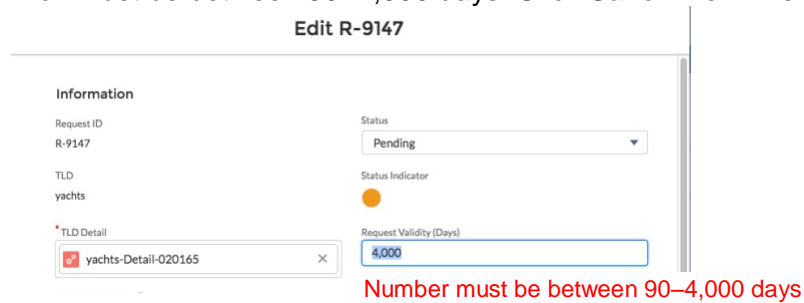 Edit R-9147
Information
Request ID
R-9147
Status
Pending
TLD
yachts
Status Indicator
*TLD Detail
yachts-Detail-020165
Request Validity (Days)
4,000
Number must be between 90–4,000 days